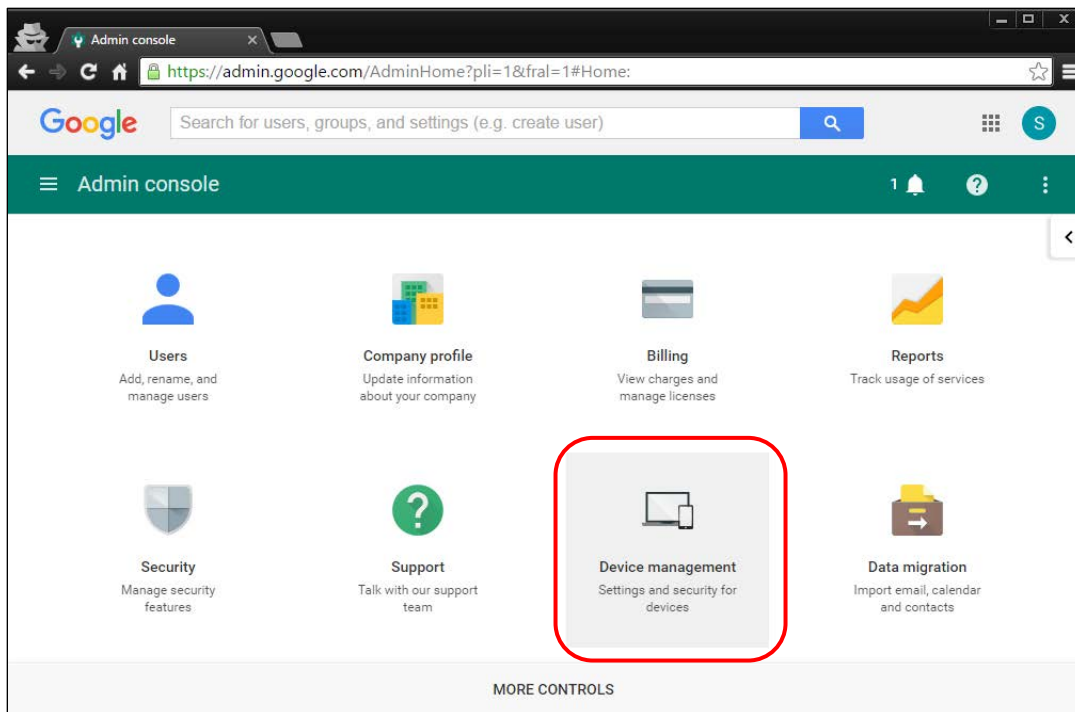 Admin console
https://admin.google.com/AdminHome?pli=1&fral=1#Home:
Google
Search for users, groups, and settings (e.g. create user)
S
Admin console
1
Users
Add, rename, and
manage users
Company profile
Update information
about your company
Billing
View charges and
manage licenses
Reports
Track usage of services
Security
Manage security
features
Support
Talk with our support
team
Device management
Settings and security for
devices
Data migration
Import email, calendar
and contacts
MORE CONTROLS